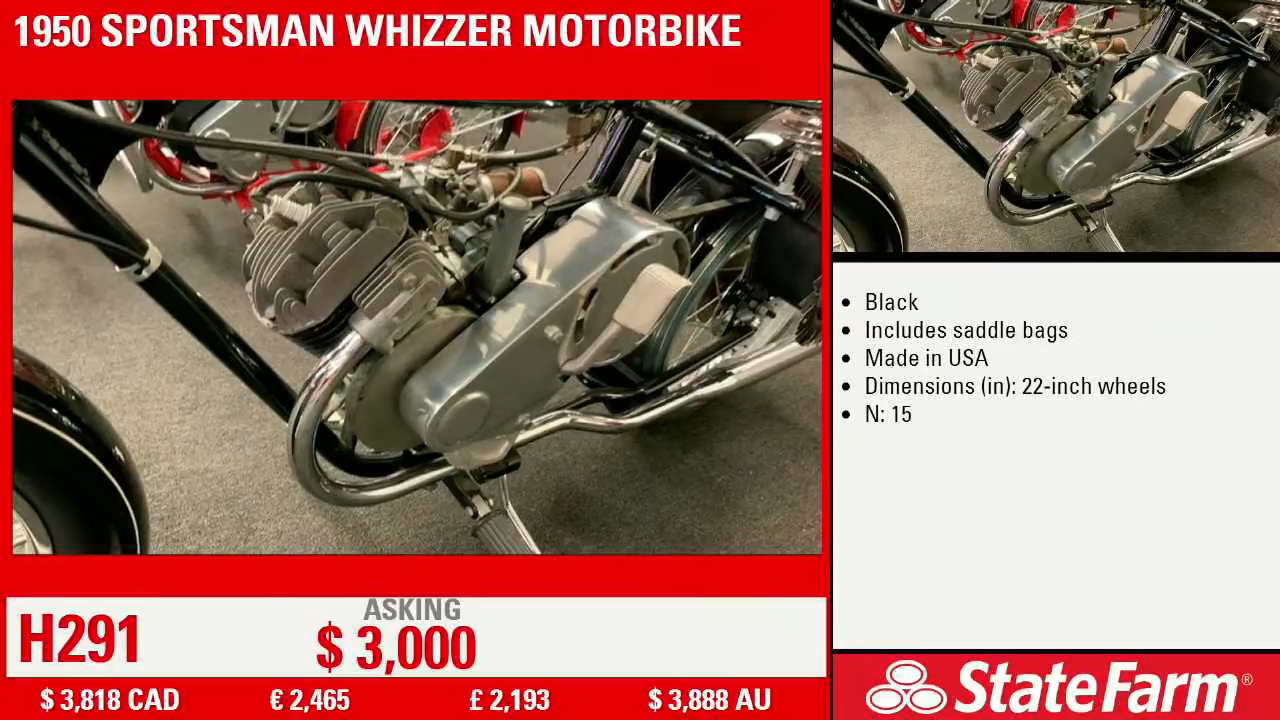 1950 SPORTSMAN WHIZZER MOTORBIKE
• Black
• Includes saddle bags
• Made in USA
• Dimensions (in): 22-inch wheels
• N: 15
ASKING
H291
$ 3,000
$ 3,818 CAD € 2,465 £ 2,193 $ 3,888 AU
StateFarm®